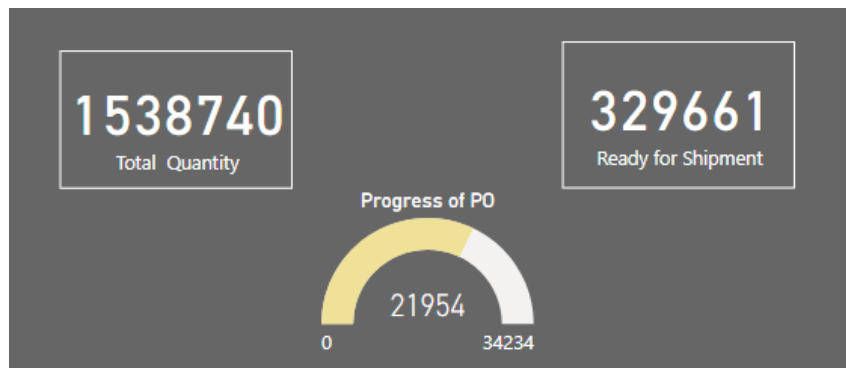 1538740
Total Quantity
329661
Ready for Shipment
Progress of PO
21954
0
34234